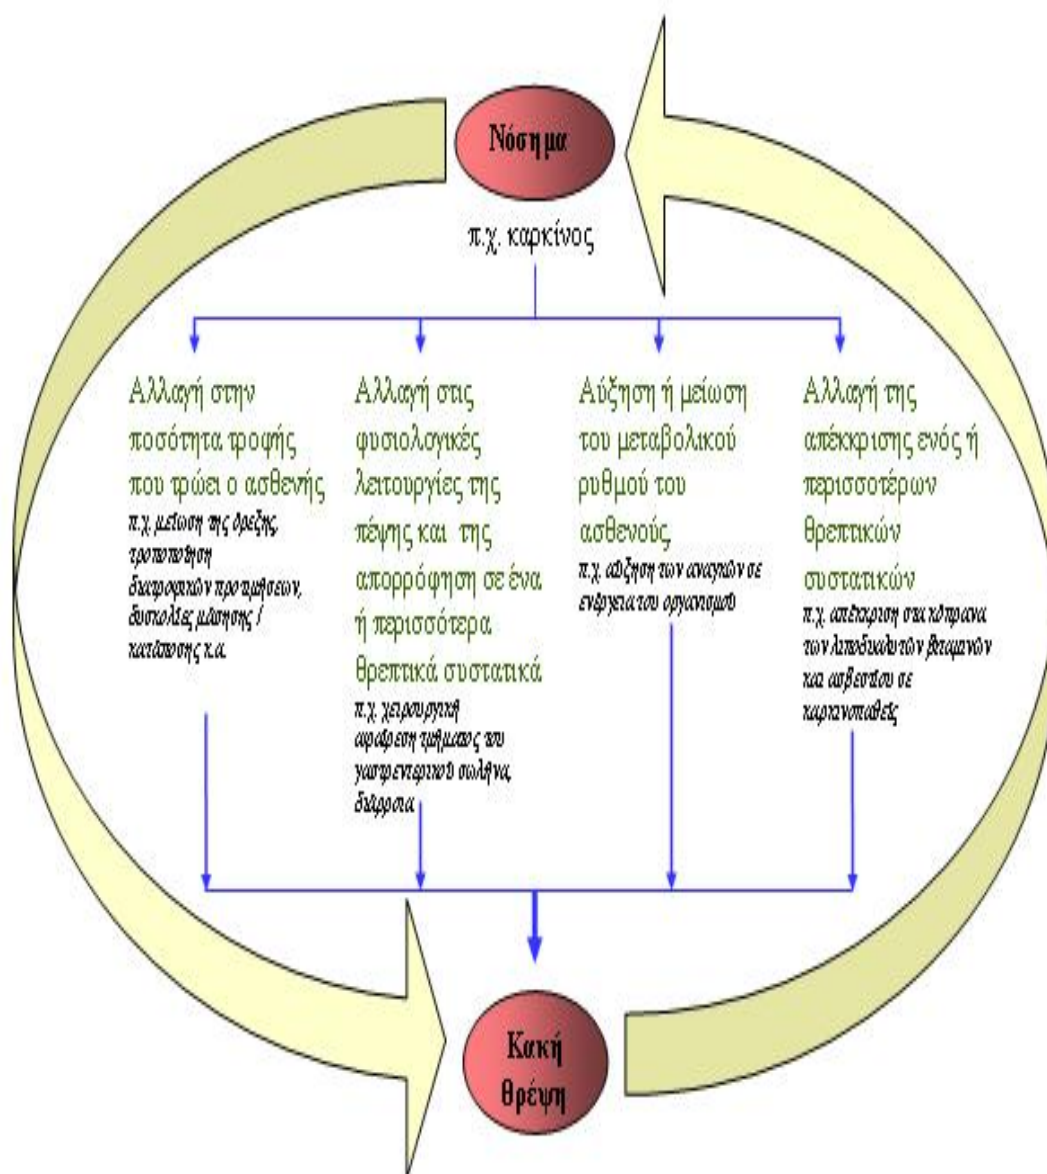 Νόσημα
π.χ. καρκίνος
Αλλαγή στην
ποσότητα τροφής
που τρώει ο ασθενής
π.χ. μείωση της όρεξης,
τροποποίηση
διατροφικών προτιμήσεων,
δυσκολίες μάσησης /
κατάποσης κ.α.
Αλλαγή στις
φυσιολογικές
λειτουργίες της
πέψης και της
απορρόφηση σε ένα
ή περισσότερα
θρεπτικά συστατικά
π.χ. χειρουργική
αφαίρεση τμήματος του
γαστρεντερικού σωλήνα,
διάρροια
Αύξηση ή μείωση
του μεταβολικού
ρυθμού του
ασθενούς.
π.χ. αύξηση των αναγκών σε
ενέργεια του οργανισμού
Αλλαγή της
απέκκρισης ενός ή
περισσοτέρων
θρεπτικών
συστατικών
π.χ. απέκκριση στα κόπρανα
των λιποδιαλυτών βιταμινών
και ασβεστίου σε
καρκινοπαθείς
Κακή
θρέψη